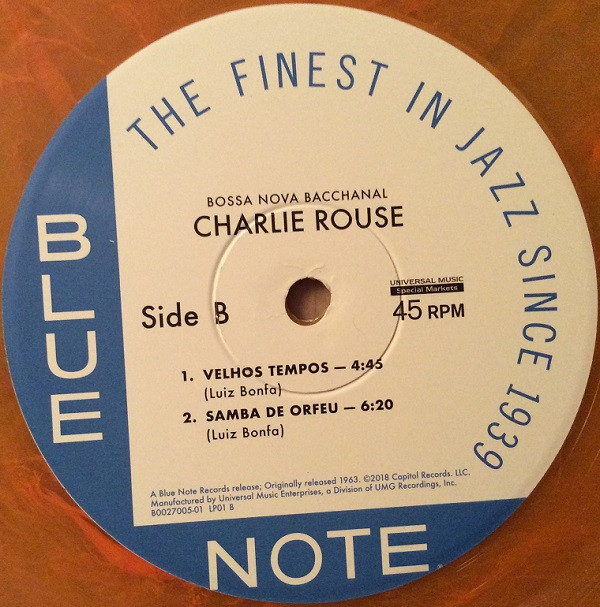 THE FINEST IN JAZZ SINCE 1939
BLUE
NOTE
BOSSA NOVA BACCHANAL
CHARLIE ROUSE
UNIVERSAL MUSIC
Special Markets
Side B
45 RPM
1. VELHOS TEMPOS — 4:45
(Luiz Bonfa)
2. SAMBA DE ORFEU — 6:20
(Luiz Bonfa)
A Blue Note Records release; Originally released 1963. ©2018 Capitol Records. LLC.
Manufactured by Universal Music Enterprises, a Division of UMG Recordings, Inc.
B0027005-01 LP01 B